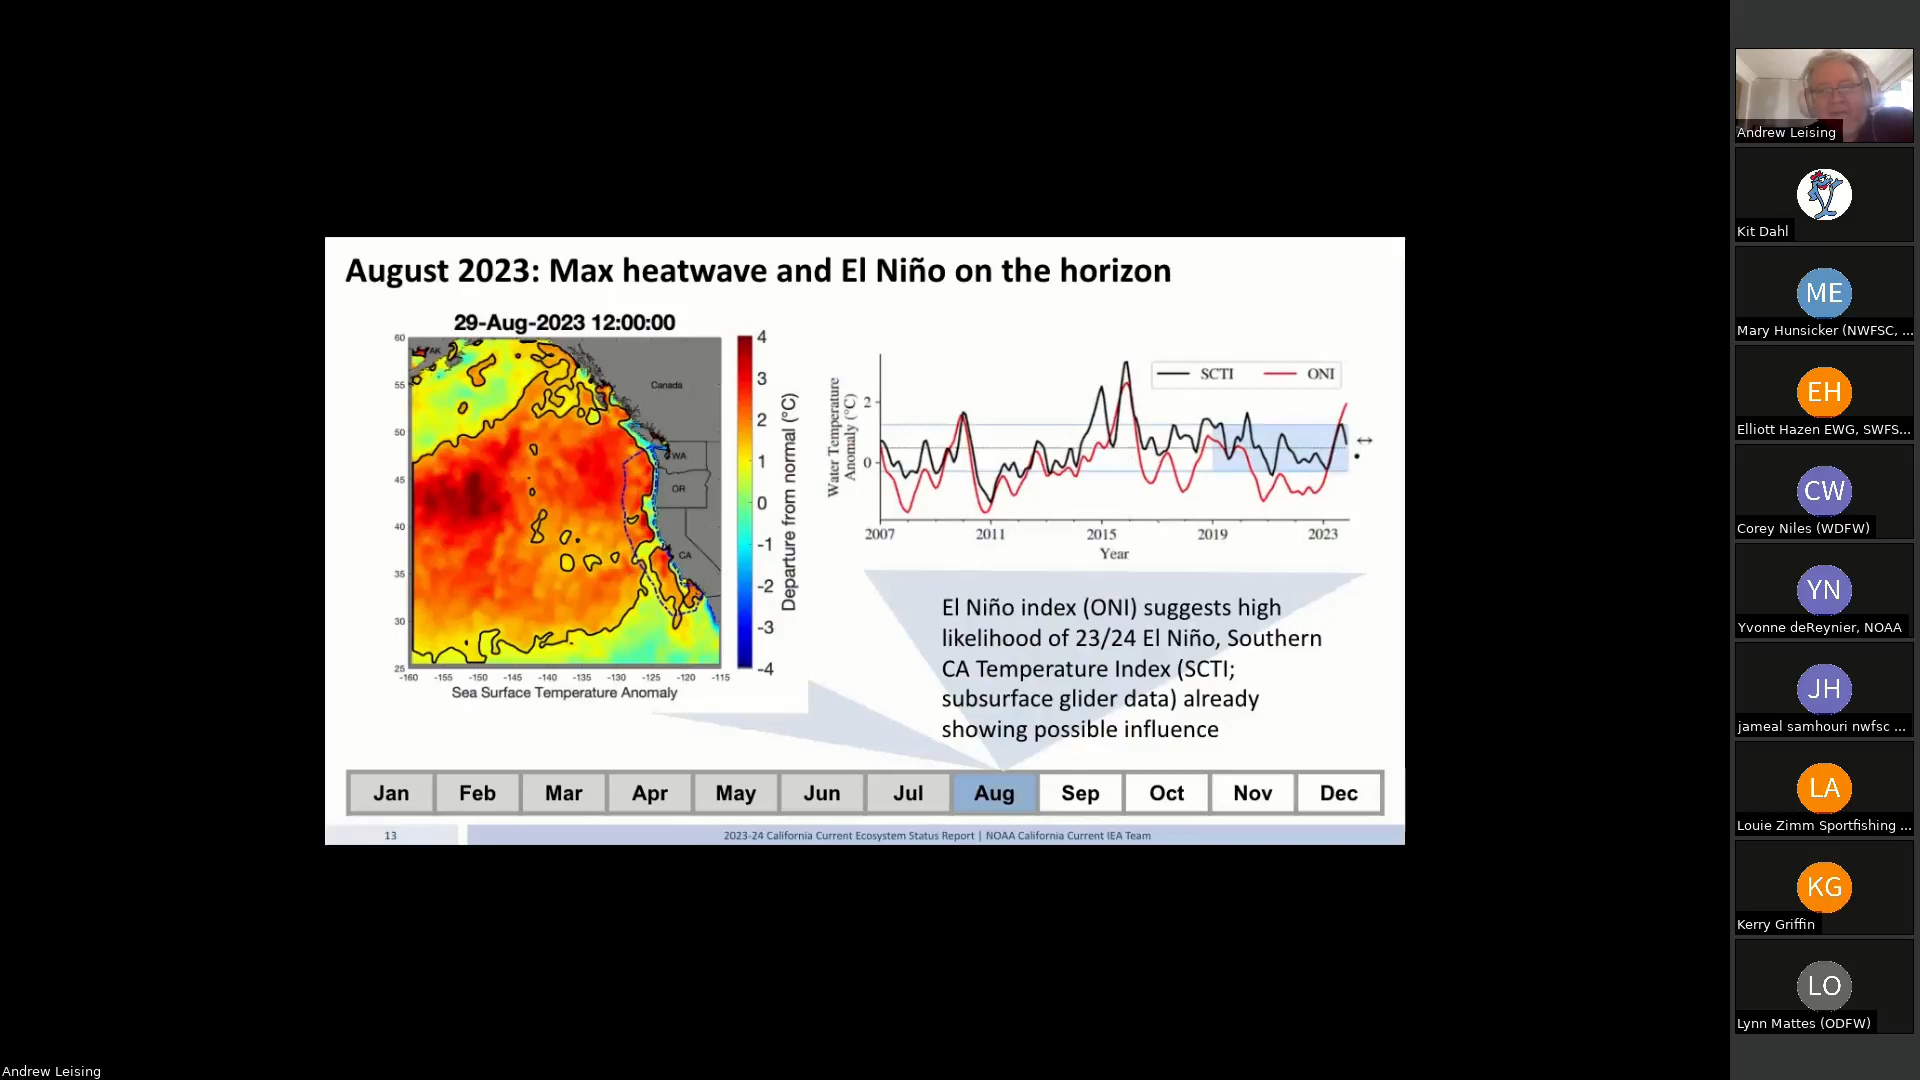 August 2023: Max heatwave and El Niño on the horizon
29-Aug-2023 12:00:00
60
55
50
45
40
35
30
25
AK
Canada
WA
OR
CA
-160 -155 -150 -145 -140 -135 -130 -125 -120 -115
Sea Surface Temperature Anomaly
4
3
2
1
0
-1
-2
-3
-4
Departure from normal (°C)
SCTI ONI
Water Temperature
Anomaly (°C)
2
0
2007 2011 2015 2019 2023
Year
El Niño index (ONI) suggests high
likelihood of 23/24 El Niño, Southern
CA Temperature Index (SCTI;
subsurface glider data) already
showing possible influence
Jan Feb Mar Apr May Jun Jul Aug Sep Oct Nov Dec
13
2023-24 California Current Ecosystem Status Report | NOAA California Current IEA Team
Andrew Leising
Kit Dahl
ME
Mary Hunsicker (NWFSC, ...
EH
Elliott Hazen EWG, SWFS...
CW
Corey Niles (WDFW)
YN
Yvonne deReynier, NOAA
JH
jameal samhouri nwfsc ...
LA
Louie Zimm Sportfishing ...
KG
Kerry Griffin
LO
Lynn Mattes (ODFW)
Andrew Leising